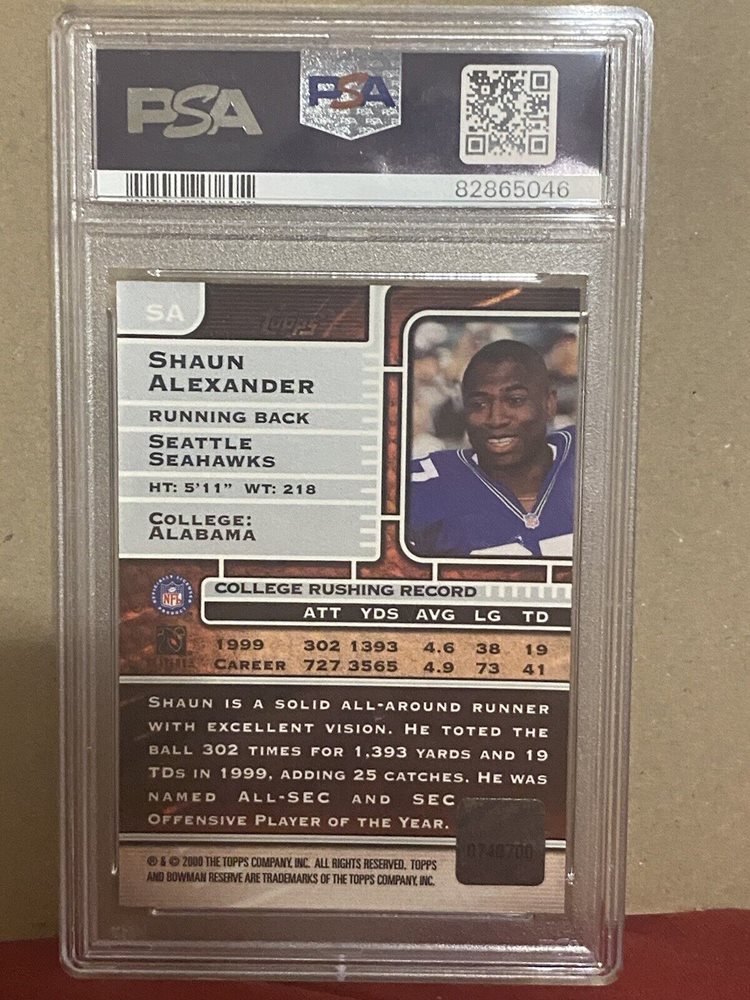 PSA
PSA
82865046
SA
Topps
SHAUN
ALEXANDER
RUNNING BACK
SEATTLE
SEAHAWKS
HT: 5'11" WT: 218
COLLEGE:
ALABAMA
NFL
COLLEGE RUSHING RECORD
ATT YDS AVG LG TD
1999 302 1393 4.6 38 19
CAREER 727 3565 4.9 73 41
SHAUN IS A SOLID ALL-AROUND RUNNER
WITH EXCELLENT VISION. HE TOTED THE
BALL 302 TIMES FOR 1,393 YARDS AND 19
TDS IN 1999, ADDING 25 CATCHES. HE WAS
NAMED ALL-SEC AND SEC
OFFENSIVE PLAYER OF THE YEAR.
® & © 2000 THE TOPPS COMPANY, INC. ALL RIGHTS RESERVED. TOPPS
AND BOWMAN RESERVE ARE TRADEMARKS OF THE TOPPS COMPANY, INC.